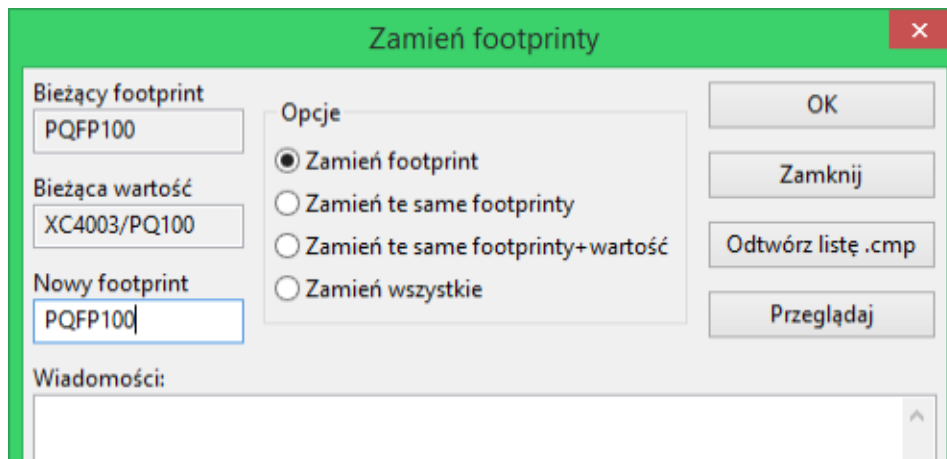 Zamień footprinty
Bieżący footprint
PQFP100
Bieżąca wartość
XC4003/PQ100
Nowy footprint
PQFP100
Opcje
Zamień footprint
Zamień te same footprinty
Zamień te same footprinty+wartość
Zamień wszystkie
OK
Zamknij
Odtwórz listę .cmp
Przeglądaj
Wiadomości: